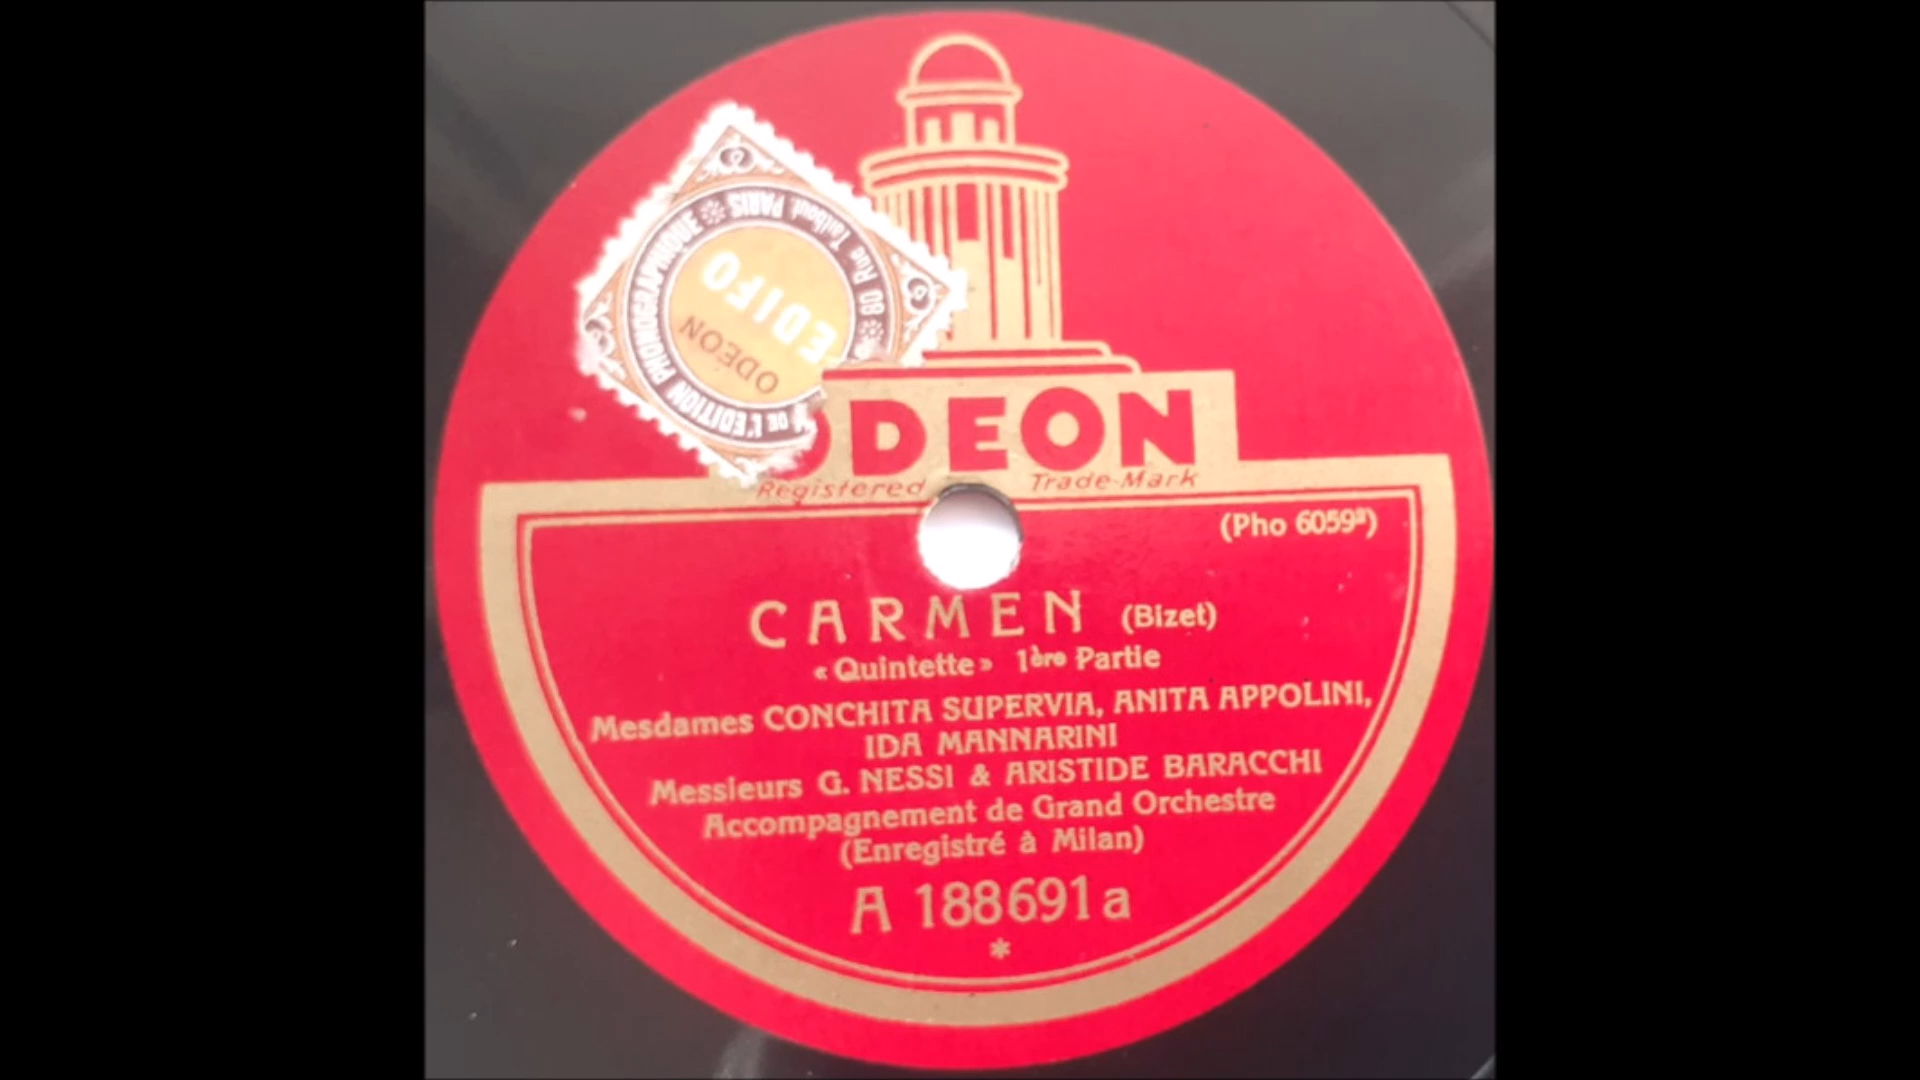 DE L'EDITION PHONOGRAPHIQUE
80 Rue Taitbout. PARIS
EDIFO
ODEON
ODEON
Registered Trade-Mark
(Pho 6059ª)
CARMEN (Bizet)
« Quintette » 1ère Partie
Mesdames CONCHITA SUPERVIA, ANITA APPOLINI,
IDA MANNARINI
Messieurs G. NESSI & ARISTIDE BARACCHI
Accompagnement de Grand Orchestre
(Enregistré à Milan)
A 188691 a
*